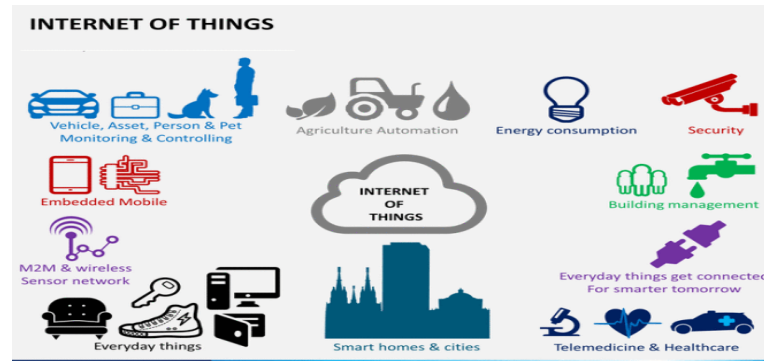 INTERNET OF THINGS
Vehicle, Asset, Person & Pet
Monitoring & Controlling
Agriculture Automation
Energy consumption
Security
Embedded Mobile
INTERNET
OF
THINGS
Building management
M2M & wireless
Sensor network
Everyday things get connected
For smarter tomorrow
Everyday things
Smart homes & cities
Telemedicine & Healthcare